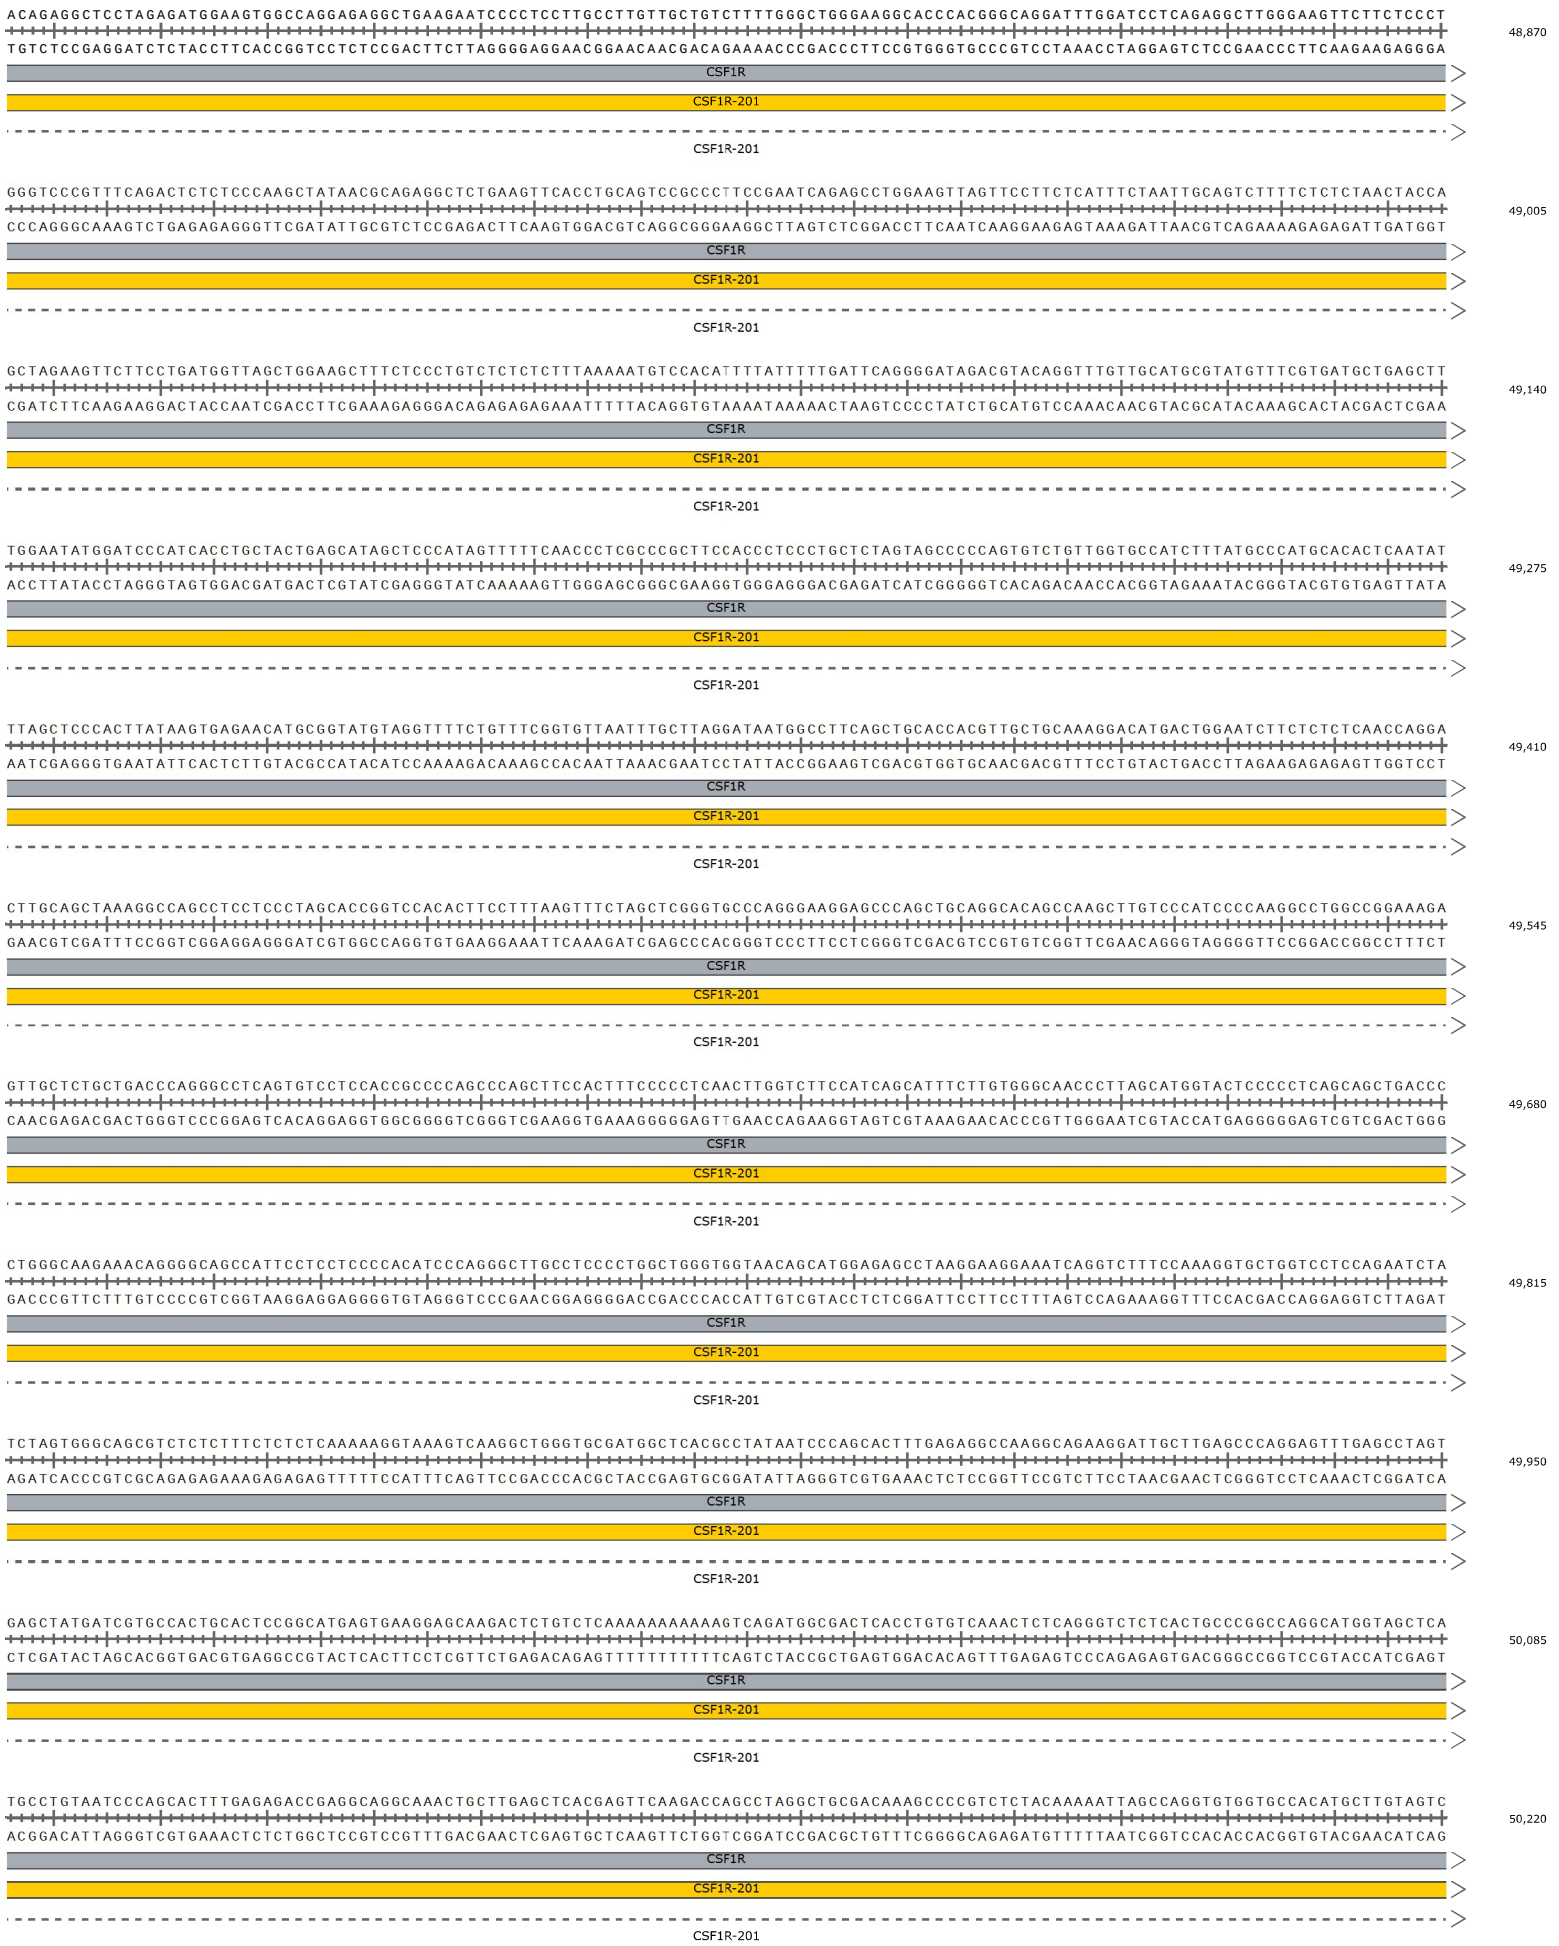 ACAGAGGCTCCTAGAGATGGAAGTGGCCAGGAGAGGCTGAAGAATCCCCTCCTTGCCTTGTTGCTGTCTTTTGGGCTGGGAAGGCACCCACGGGCAGGATTTGGATCCTCAGAGGCTTGGGAAGTTCTTCTCCCT
48,870
TGTCTCCGAGGATCTCTACCTTCACCGGTCCTCTCCGACTTCTTAGGGGAGGAACGGAACAACGACAGAAAACCCGACCCTTCCGTGGGTGCCCGTCCTAAACCTAGGAGTCTCCGAACCCTTCAAGAAGAGGGA
CSF1R
CSF1R-201
CSF1R-201
GGGTCCCGTTTCAGACTCTCTCCCAAGCTATAACGCAGAGGCTCTGAAGTTCACCTGCAGTCCGCCCTTCCGAATCAGAGCCTGGAAGTTAGTTCCTTCTCATTTCTAATTGCAGTCTTTTCTCTCTAACTACCA
49,005
CCCAGGGCAAAGTCTGAGAGAGGGTTCGATATTGCGTCTCCGAGACTTCAAGTGGACGTCAGGCGGGAAGGCTTAGTCTCGGACCTTCAATCAAGGAAGAGTAAAGATTAACGTCAGAAAAGAGAGATTGATGGT
CSF1R
CSF1R-201
CSF1R-201
GCTAGAAGTTCTTCCTGATGGTTAGCTGGAAGCTTTCTCCCTGTCTCTCTCTTTAAAAATGTCCACATTTTATTTTTGATTCAGGGGATAGACGTACAGGTTTGTTGCATGCGTATGTTTCGTGATGCTGAGCTT
49,140
CGATCTTCAAGAAGGACTACCAATCGACCTTCGAAAGAGGGACAGAGAGAGAAATTTTTACAGGTGTAAAATAAAAACTAAGTCCCCTATCTGCATGTCCAAACAACGTACGCATACAAAGCACTACGACTCGAA
CSF1R
CSF1R-201
CSF1R-201
TGGAATATGGATCCCATCACCTGCTACTGAGCATAGCTCCCATAGTTTTTCAACCCTCGCCCGCTTCCACCCTCCCTGCTCTAGTAGCCCCCAGTGTCTGTTGGTGCCATCTTTATGCCCATGCACACTCAATAT
49,275
ACCTTATACCTAGGGTAGTGGACGATGACTCGTATCGAGGGTATCAAAAAGTTGGGAGCGGGCGAAGGTGGGAGGGACGAGATCATCGGGGGTCACAGACAACCACGGTAGAAATACGGGTACGTGTGAGTTATA
CSF1R
CSF1R-201
CSF1R-201
TTAGCTCCCACTTATAAGTGAGAACATGCGGTATGTAGGTTTTCTGTTTCGGTGTTAATTTGCTTAGGATAATGGCCTTCAGCTGCACCACGTTGCTGCAAAGGACATGACTGGAATCTTCTCTCTCAACCAGGA
49,410
AATCGAGGGTGAATATTCACTCTTGTACGCCATACATCCAAAAGACAAAGCCACAATTAAACGAATCCTATTACCGGAAGTCGACGTGGTGCAACGACGTTTCCTGTACTGACCTTAGAAGAGAGAGTTGGTCCT
CSF1R
CSF1R-201
CSF1R-201
CTTGCAGCTAAAGGCCAGCCTCCTCCCTAGCACCGGTCCACACTTCCTTTAAGTTTCTAGCTCGGGTGCCCAGGGAAGGAGCCCAGCTGCAGGCACAGCCAAGCTTGTCCCATCCCCAAGGCCTGGCCGGAAAGA
49,545
GAACGTCGATTTCCGGTCGGAGGAGGGATCGTGGCCAGGTGTGAAGGAAATTCAAAGATCGAGCCCACGGGTCCCTTCCTCGGGTCGACGTCCGTGTCGGTTCGAACAGGGTAGGGGTTCCGGACCGGCCTTTCT
CSF1R
CSF1R-201
CSF1R-201
GTTGCTCTGCTGACCCAGGGCCTCAGTGTCCTCCACCGCCCCAGCCCAGCTTCCACTTTCCCCCTCAACTTGGTCTTCCATCAGCATTTCTTGTGGGCAACCCTTAGCATGGTACTCCCCCTCAGCAGCTGACCC
49,680
CAACGAGACGACTGGGTCCCGGAGTCACAGGAGGTGGCGGGGTCGGGTCGAAGGTGAAAGGGGGAGTTGAACCAGAAGGTAGTCGTAAAGAACACCCGTTGGGAATCGTACCATGAGGGGGAGTCGTCGACTGGG
CSF1R
CSF1R-201
CSF1R-201
CTGGGCAAGAAACAGGGGCAGCCATTCCTCCTCCCCACATCCCAGGGCTTGCCTCCCCTGGCTGGGTGGTAACAGCATGGAGAGCCTAAGGAAGGAAATCAGGTCTTTCCAAAGGTGCTGGTCCTCCAGAATCTA
49,815
GACCCGTTCTTTGTCCCCGTCGGTAAGGAGGAGGGGTGTAGGGTCCCGAACGGAGGGGACCGACCCACCATTGTCGTACCTCTCGGATTCCTTCCTTTAGTCCAGAAAGGTTTCCACGACCAGGAGGTCTTAGAT
CSF1R
CSF1R-201
CSF1R-201
TCTAGTGGGCAGCGTCTCTCTTTCTCTCTCAAAAAGGTAAAGTCAAGGCTGGGTGCGATGGCTCACGCCTATAATCCCAGCACTTTGAGAGGCCAAGGCAGAAGGATTGCTTGAGCCCAGGAGTTTGAGCCTAGT
49,950
AGATCACCCGTCGCAGAGAGAAAGAGAGAGTTTTTCCATTTCAGTTCCGACCCACGCTACCGAGTGCGGATATTAGGGTCGTGAAACTCTCCGGTTCCGTCTTCCTAACGAACTCGGGTCCTCAAACTCGGATCA
CSF1R
CSF1R-201
CSF1R-201
GAGCTATGATCGTGCCACTGCACTCCGGCATGAGTGAAGGAGCAAGACTCTGTCTCAAAAAAAAAAAGTCAGATGGCGACTCACCTGTGTCAAACTCTCAGGGTCTCTCACTGCCCGGCCAGGCATGGTAGCTCA
50,085
CTCGATACTAGCACGGTGACGTGAGGCCGTACTCACTTCCTCGTTCTGAGACAGAGTTTTTTTTTTTCAGTCTACCGCTGAGTGGACACAGTTTGAGAGTCCCAGAGAGTGACGGGCCGGTCCGTACCATCGAGT
CSF1R
CSF1R-201
CSF1R-201
TGCCTGTAATCCCAGCACTTTGAGAGACCGAGGCAGGCAAACTGCTTGAGCTCACGAGTTCAAGACCAGCCTAGGCTGCGACAAAGCCCCGTCTCTACAAAAATTAGCCAGGTGTGGTGCCACATGCTTGTAGTC
50,220
ACGGACATTAGGGTCGTGAAACTCTCTGGCTCCGTCCGTTTGACGAACTCGAGTGCTCAAGTTCTGGTCGGATCCGACGCTGTTTCGGGGCAGAGATGTTTTTAATCGGTCCACACCACGGTGTACGAACATCAG
CSF1R
CSF1R-201
CSF1R-201